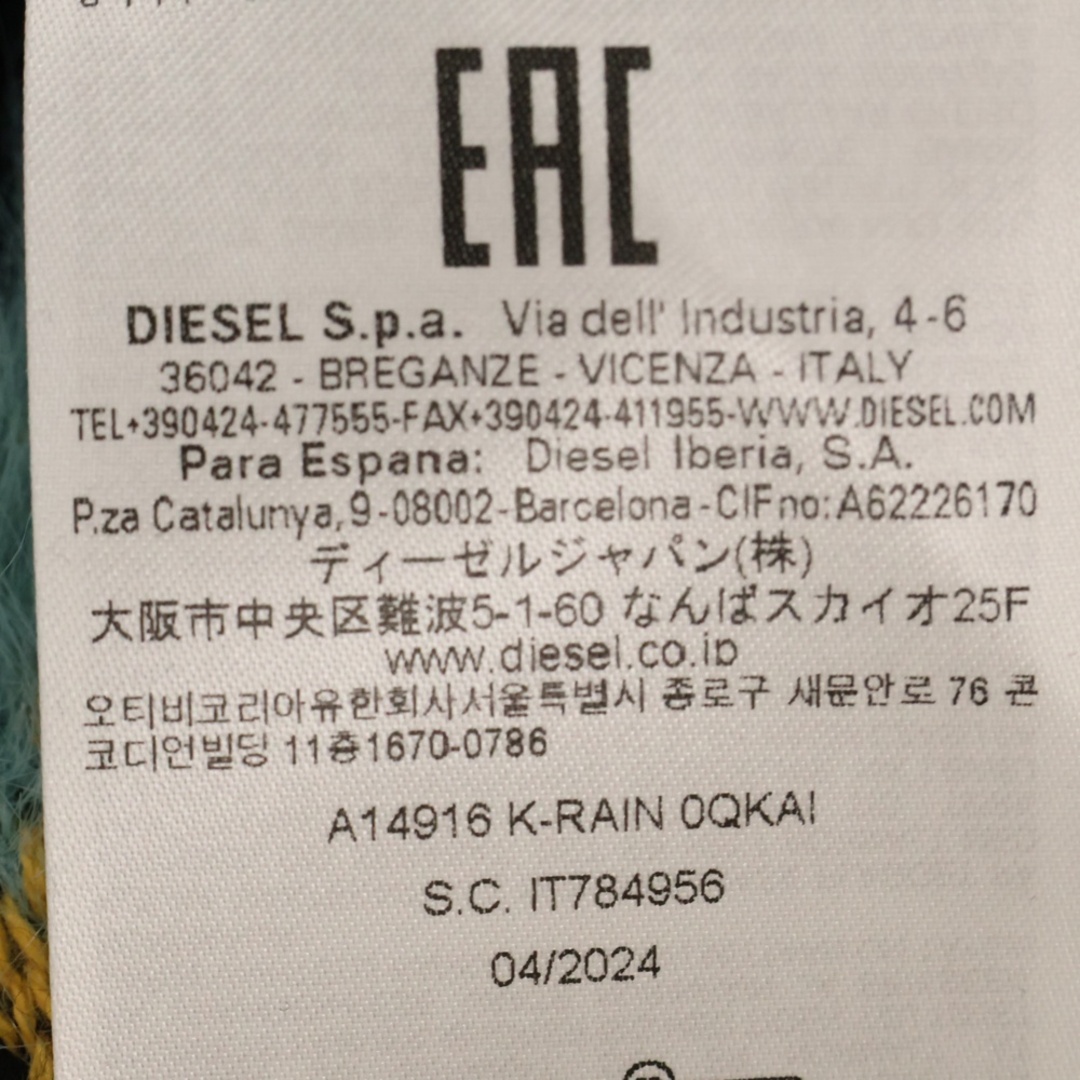 EAC
DIESEL S.p.a. Via dell' Industria, 4-6
36042 - BREGANZE - VICENZA - ITALY
TEL+390424-477555-FAX+390424-411955-WWW.DIESEL.COM
Para Espana: Diesel Iberia, S.A.
P.za Catalunya, 9-08002-Barcelona-CIF no: A62226170
ディーゼルジャパン(株)
大阪市中央区難波5-1-60 なんばスカイオ25F
www.diesel.co.jp
오티비코리아유한회사서울특별시 종로구 새문안로 76 콘
코디언빌딩 11층1670-0786
A14916 K-RAIN 0QKAI
S.C. IT784956
04/2024